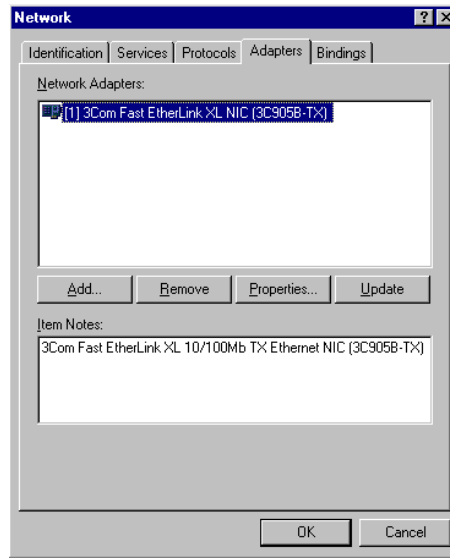 Network
Identification Services Protocols Adapters Bindings
Network Adapters:
[1] 3Com Fast EtherLink XL NIC (3C905B-TX)
Add... Remove Properties... Update
Item Notes:
3Com Fast EtherLink XL 10/100Mb TX Ethernet NIC (3C905B-TX)
OK Cancel